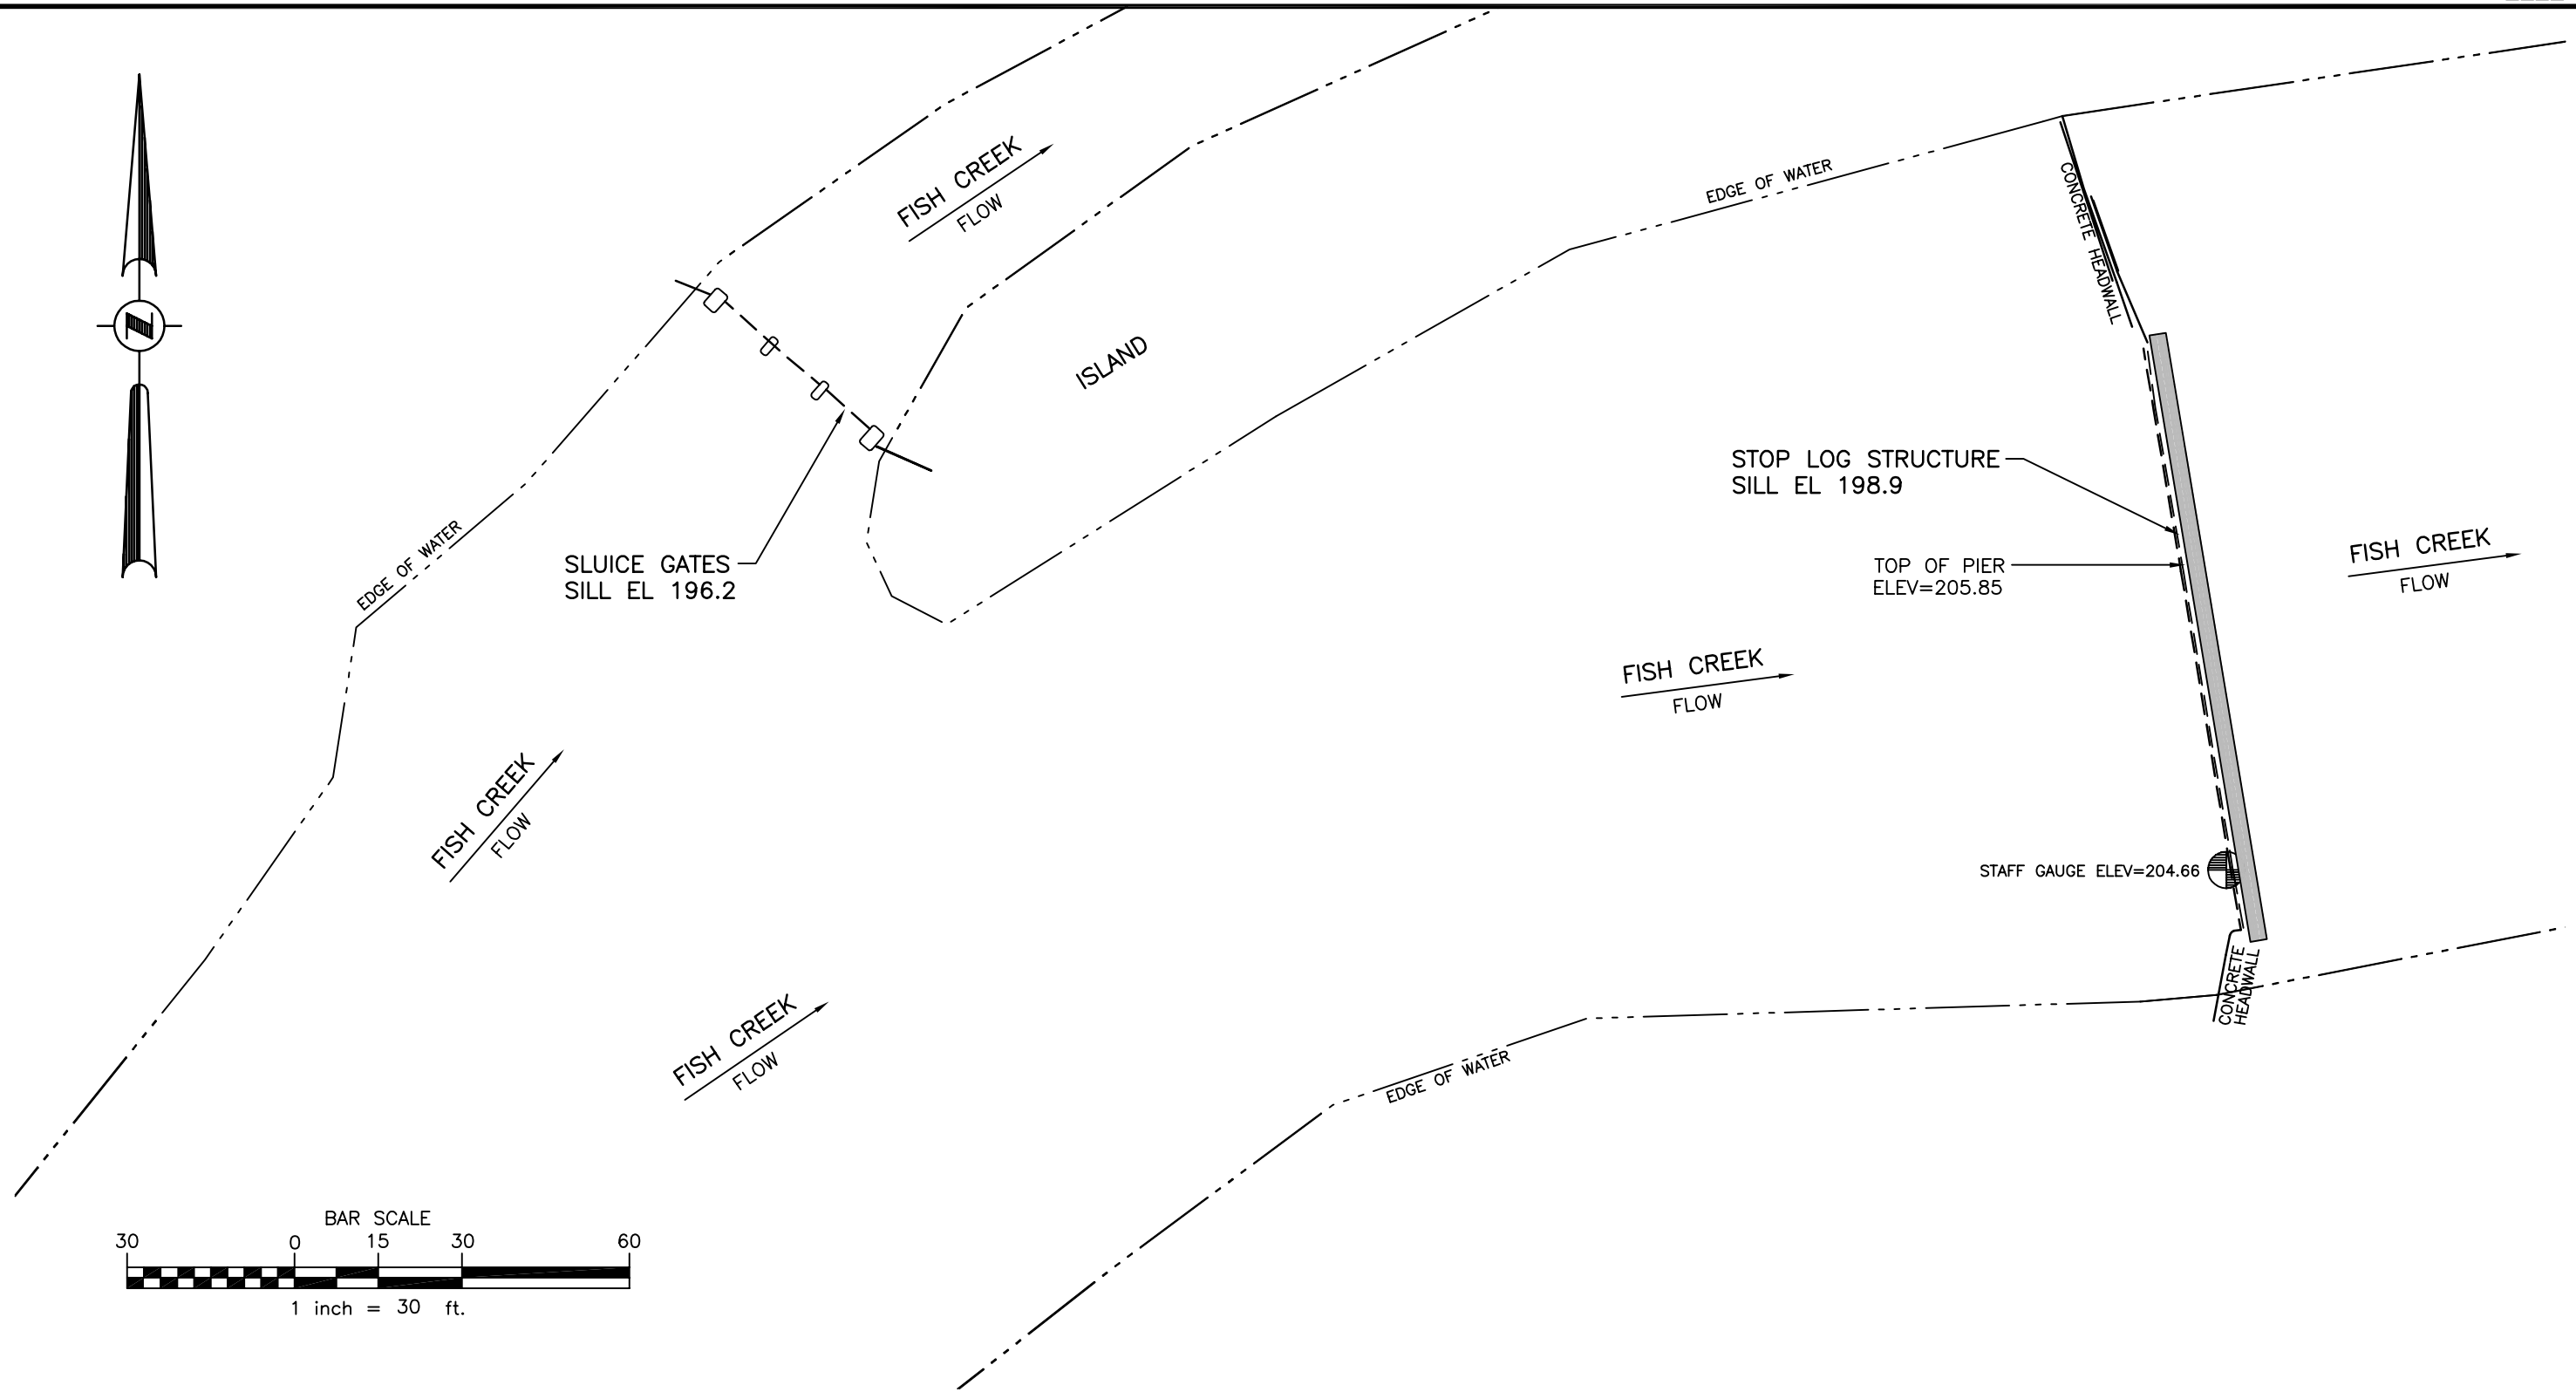 FISH CREEK
FLOW
EDGE OF WATER
CONCRETE HEADWALL
N
ISLAND
STOP LOG STRUCTURE
SILL EL 198.9
EDGE OF WATER
SLUICE GATES
SILL EL 196.2
TOP OF PIER
ELEV=205.85
FISH CREEK
FLOW
FISH CREEK
FLOW
FISH CREEK
FLOW
STAFF GAUGE ELEV=204.66
CONCRETE
HEADWALL
FISH CREEK
FLOW
EDGE OF WATER
BAR SCALE
30 0 15 30 60
1 inch = 30 ft.